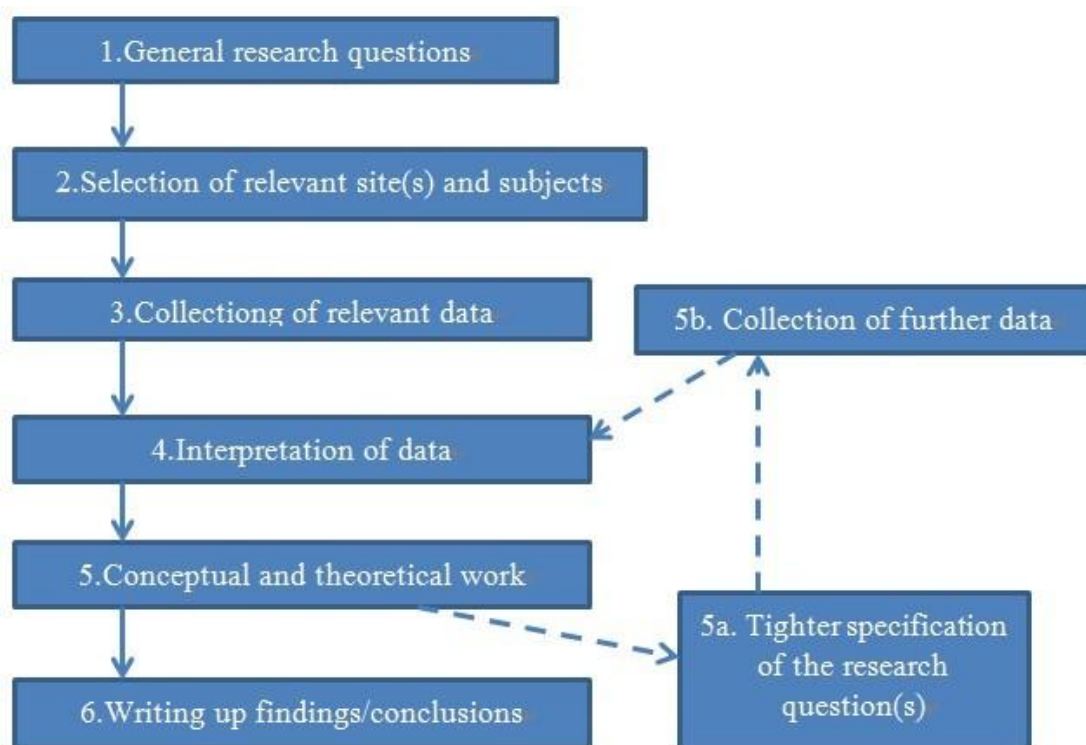 1.General research questions
2.Selection of relevant site(s) and subjects
3.Collectiong of relevant data
5b. Collection of further data
4.Interpretation of data
5.Conceptual and theoretical work
5a. Tighter specification
of the research
question(s)
6.Writing up findings/conclusions